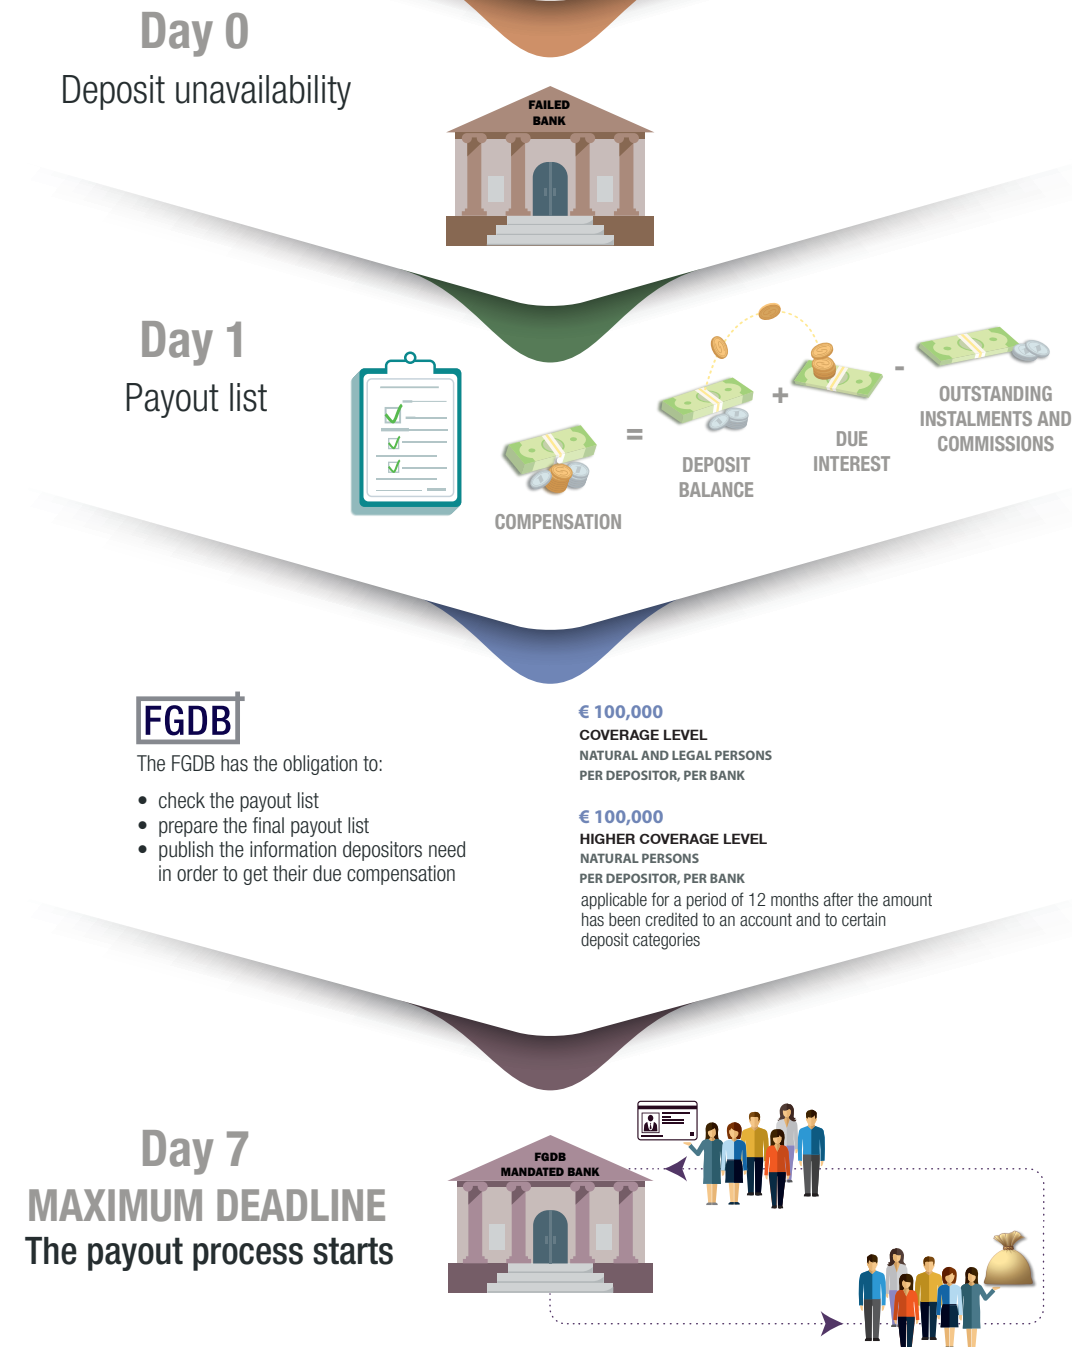 Day 0
Deposit unavailability
FAILED
BANK
Day 1
Payout list
COMPENSATION
=
DEPOSIT
BALANCE
+
DUE
INTEREST
-
OUTSTANDING
INSTALMENTS AND
COMMISSIONS
FGDB
The FGDB has the obligation to:
• check the payout list
• prepare the final payout list
• publish the information depositors need
in order to get their due compensation
€ 100,000
COVERAGE LEVEL
NATURAL AND LEGAL PERSONS
PER DEPOSITOR, PER BANK
€ 100,000
HIGHER COVERAGE LEVEL
NATURAL PERSONS
PER DEPOSITOR, PER BANK
applicable for a period of 12 months after the amount
has been credited to an account and to certain
deposit categories
Day 7
MAXIMUM DEADLINE
The payout process starts
FGDB
MANDATED BANK